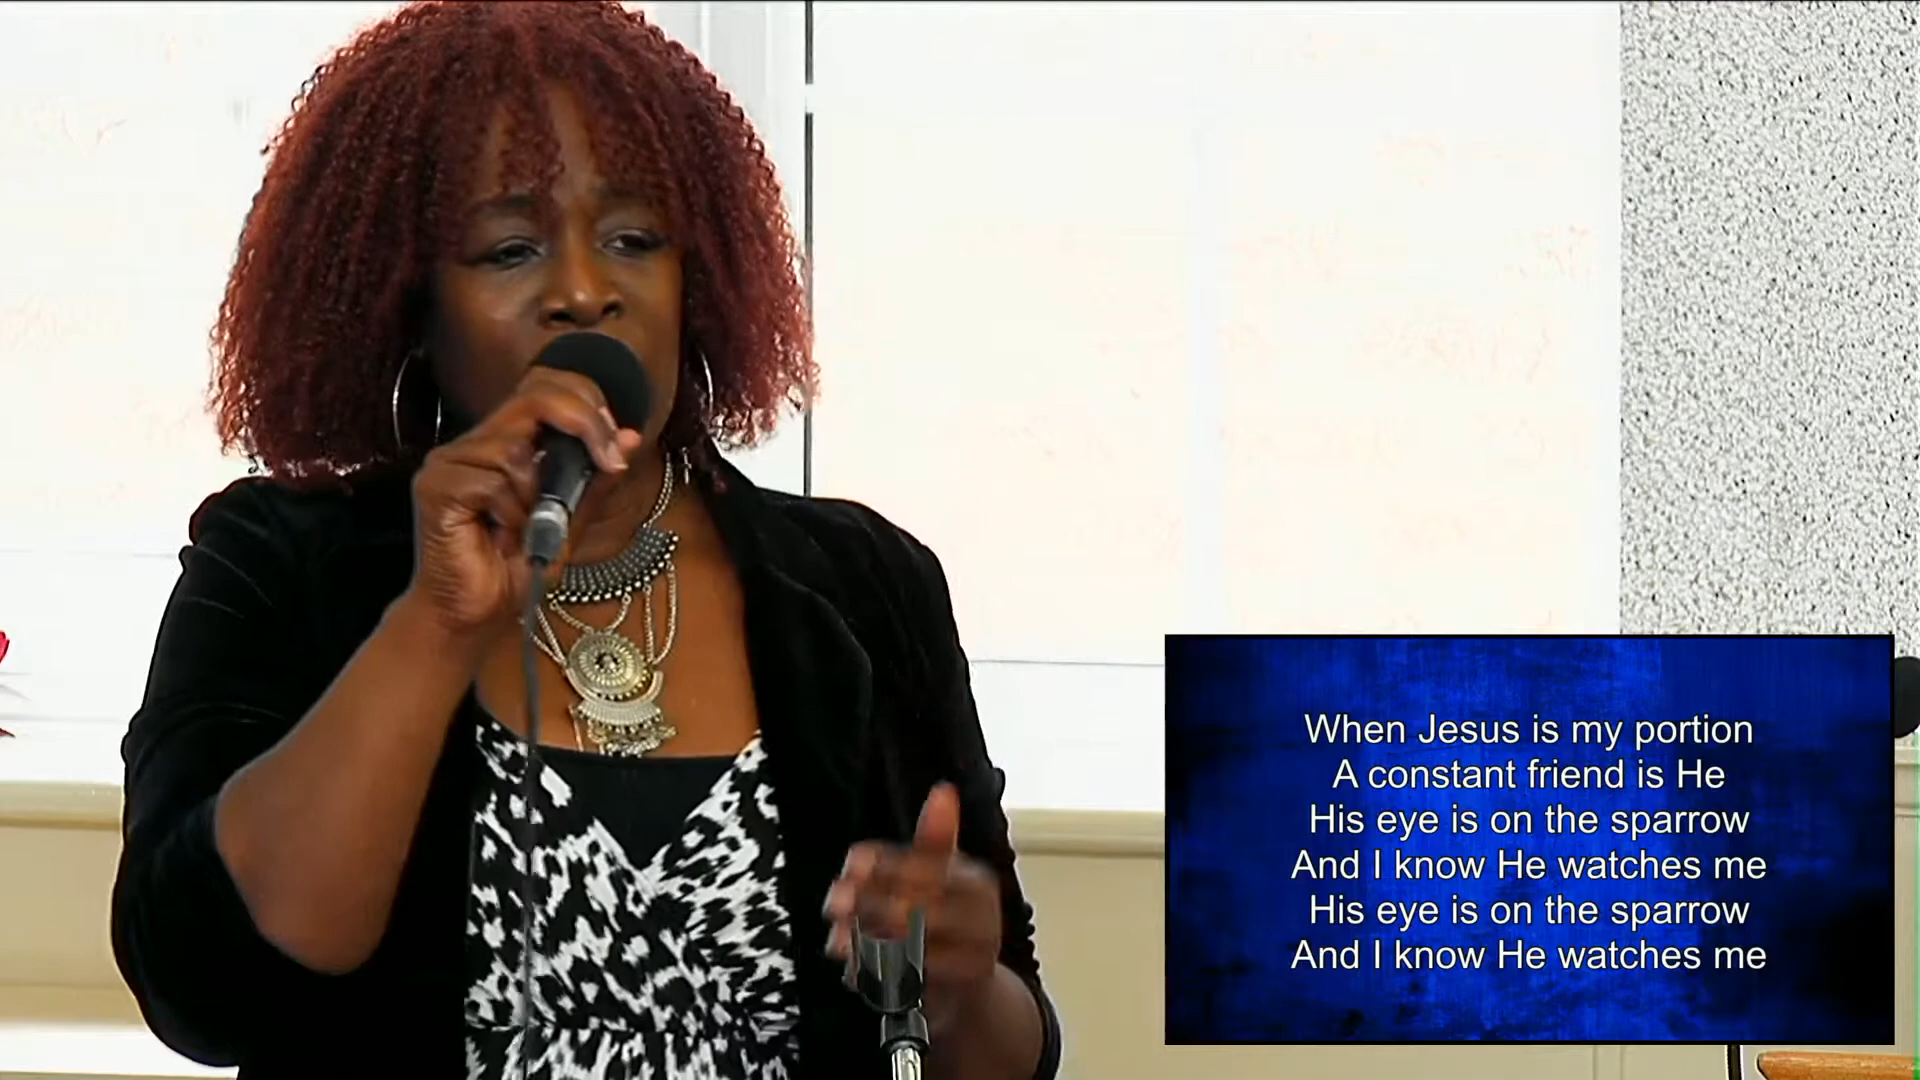 When Jesus is my portion
A constant friend is He
His eye is on the sparrow
And I know He watches me
His eye is on the sparrow
And I know He watches me